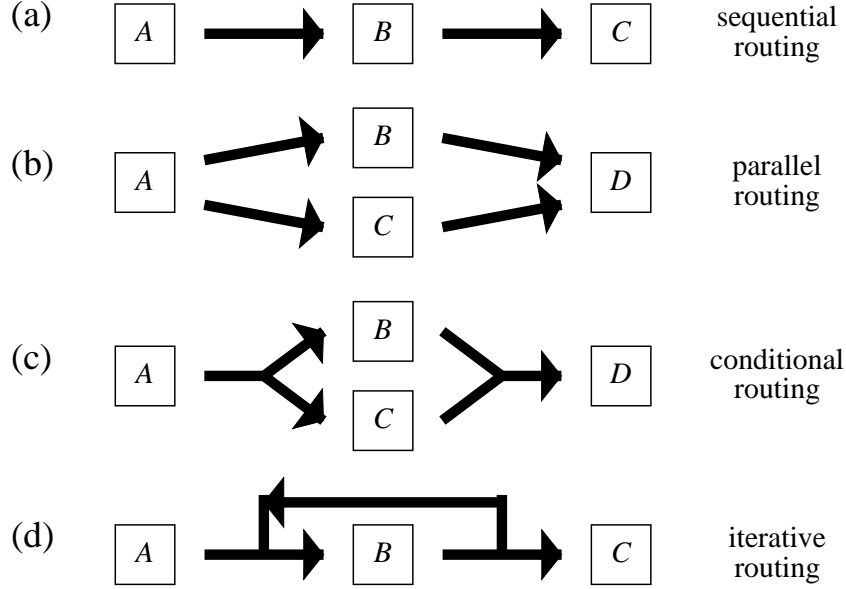 (a) A B C sequential
routing
B
(b) A D parallel
routing
C
B
(c) A D conditional
routing
C
(d) A B C iterative
routing